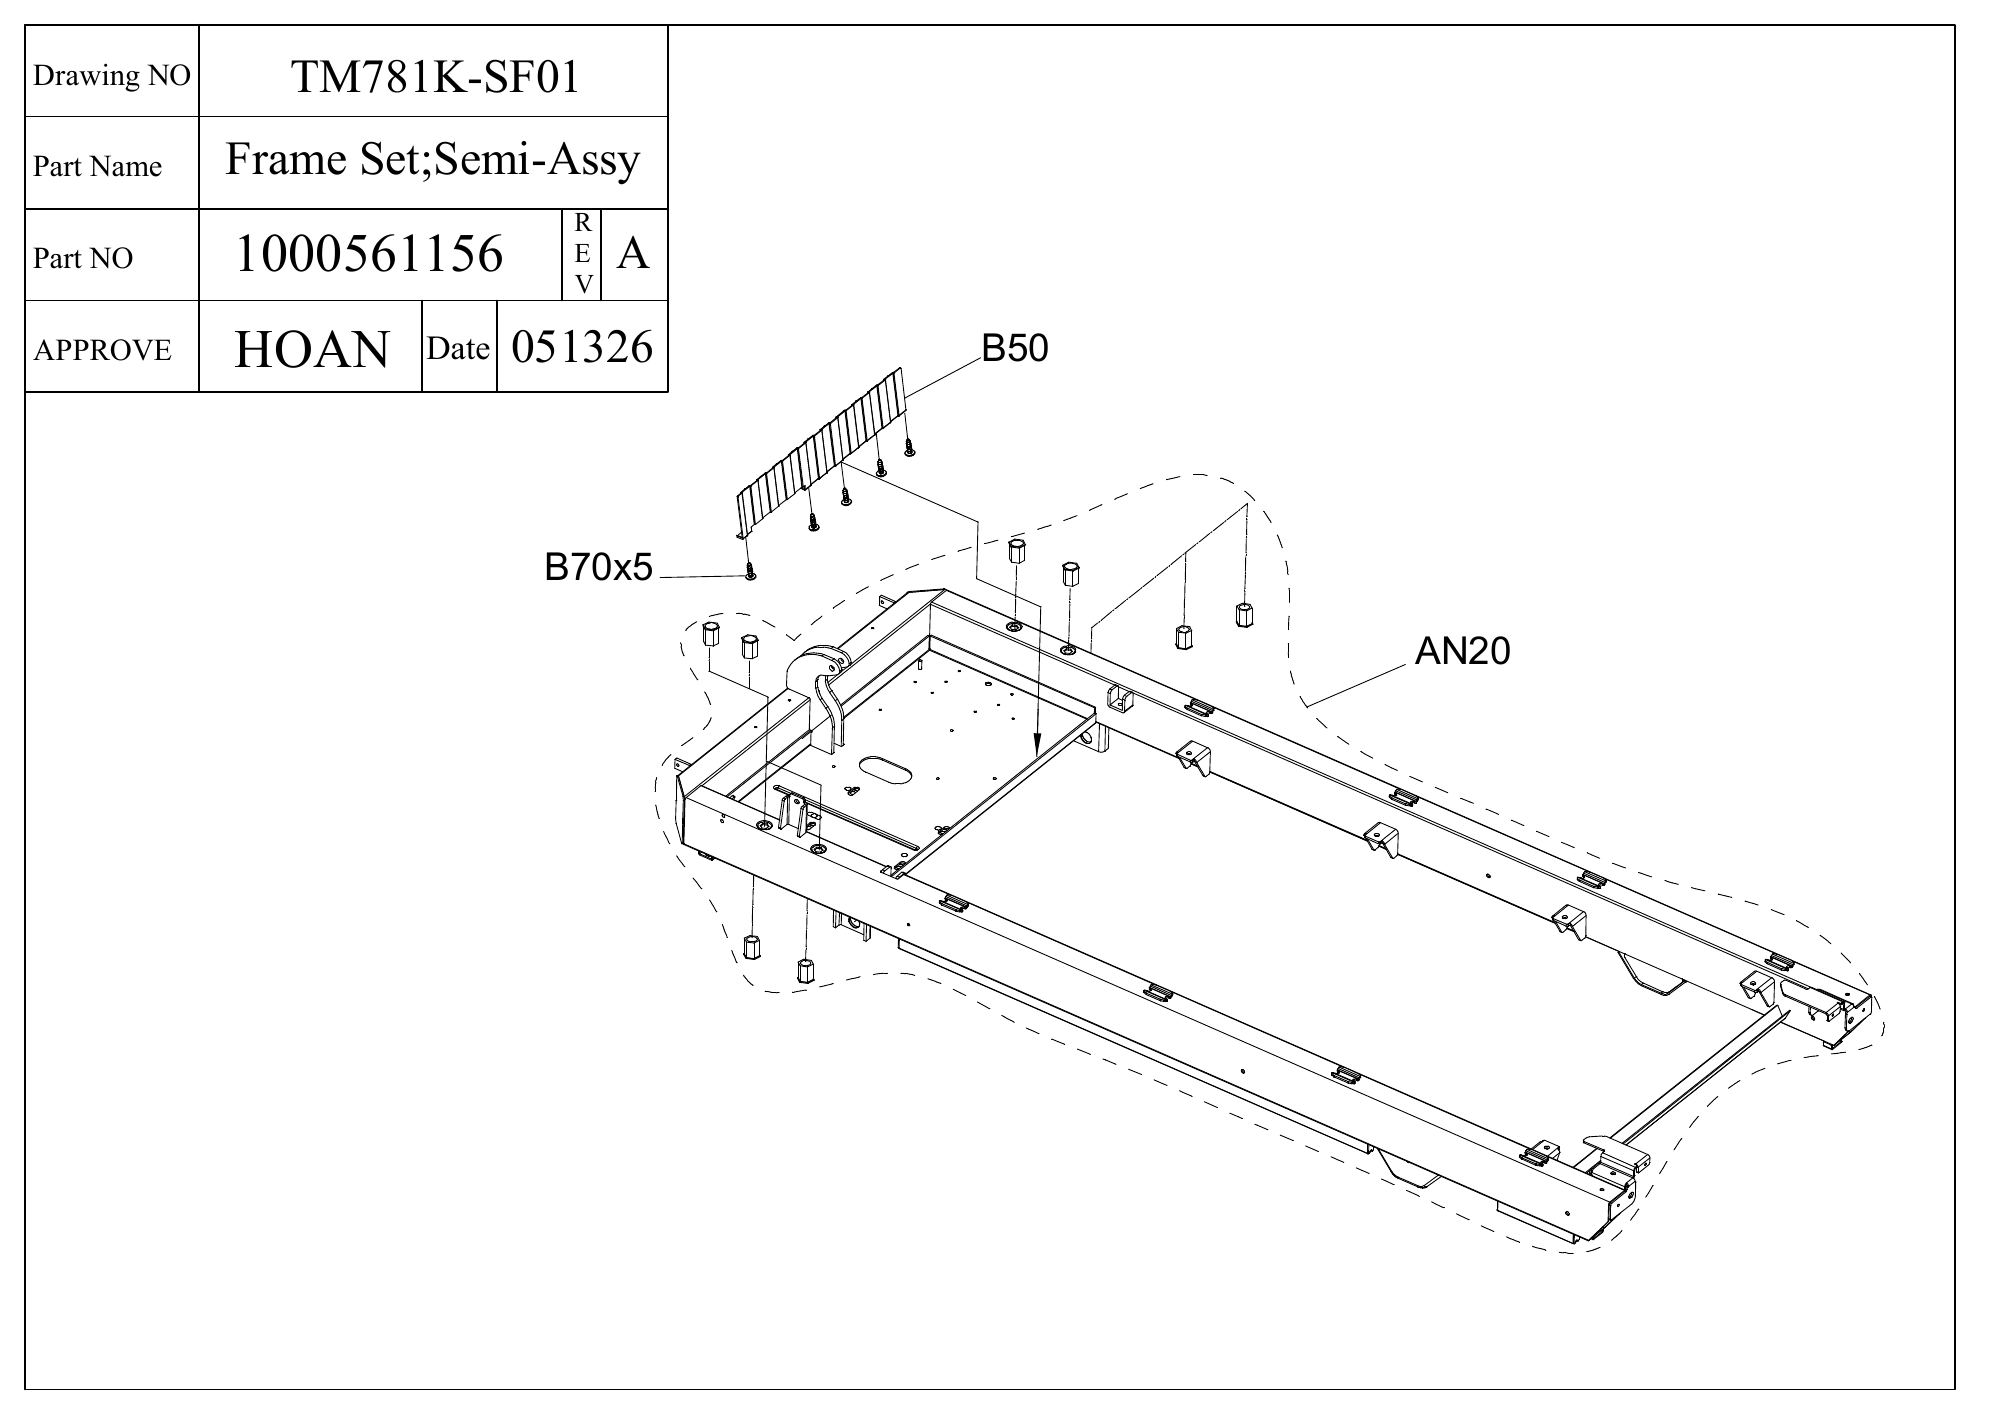 Drawing NO TM781K-SF01
Part Name Frame Set;Semi-Assy
Part NO 1000561156 REV A
APPROVE HOAN Date 051326
B50
B70x5
AN20